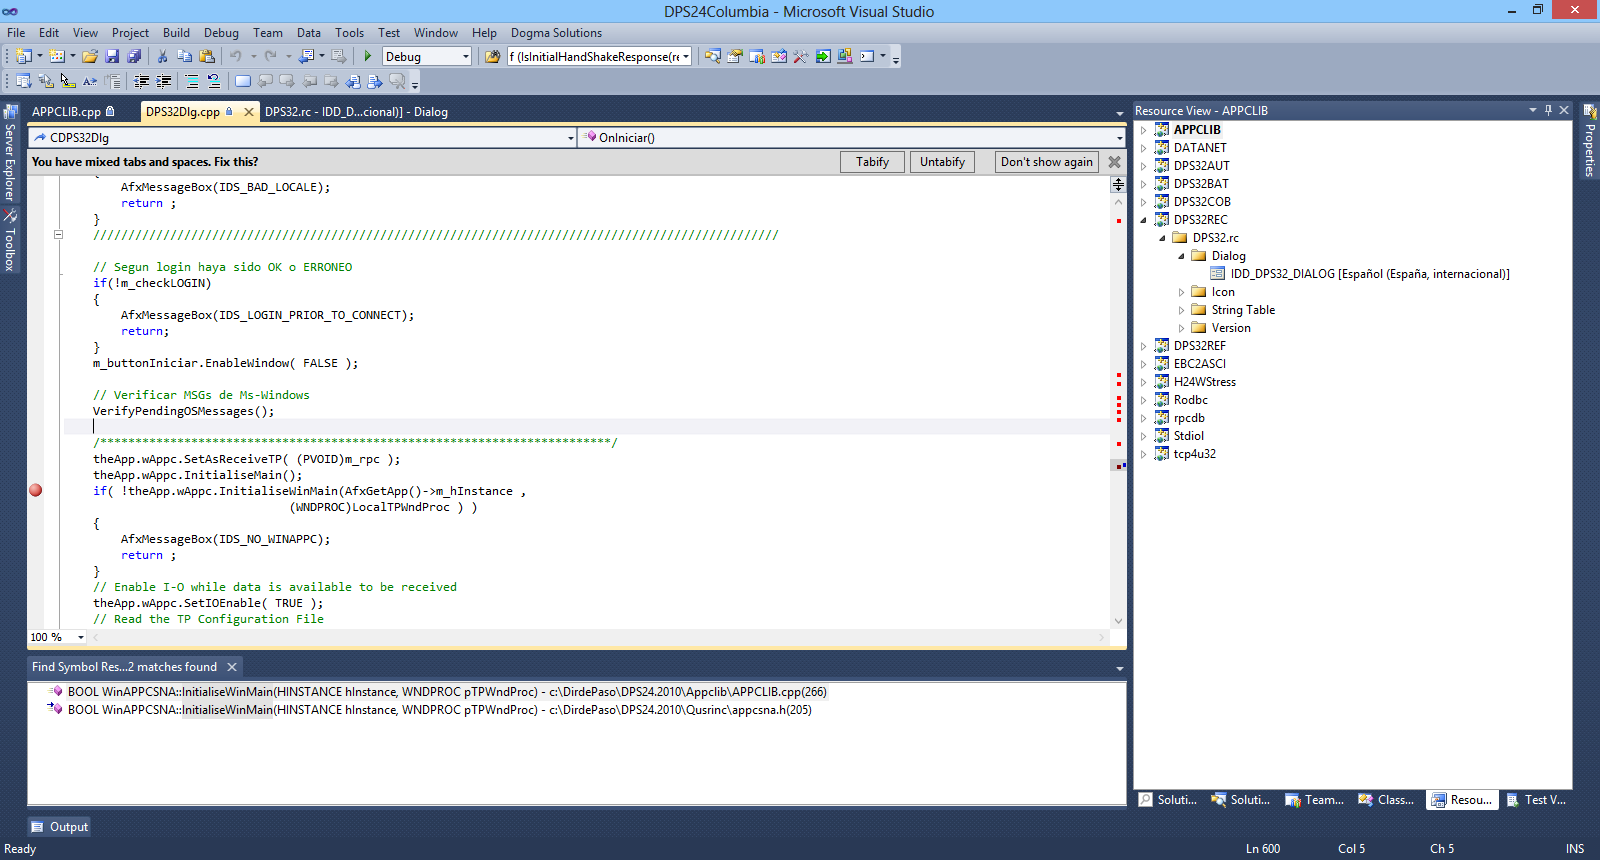 DPS24Columbia - Microsoft Visual Studio
File Edit View Project Build Debug Team Data Tools Test Window Help Dogma Solutions
Debug f (IsInitialHandShakeResponse(re
APPCLIB.cpp DPS32Dlg.cpp DPS32.rc - IDD_D...cional)] - Dialog
CDPS32Dlg OnIniciar()
You have mixed tabs and spaces. Fix this? Tabify Untabify Don't show again
{
AfxMessageBox(IDS_BAD_LOCALE);
return ;
}
//////////////////////////////////////////////////////////////////////////////////////////////////
// Segun login haya sido OK o ERRONEO
if(!m_checkLOGIN)
{
AfxMessageBox(IDS_LOGIN_PRIOR_TO_CONNECT);
return;
}
m_buttonIniciar.EnableWindow( FALSE );
// Verificar MSGs de Ms-Windows
VerifyPendingOSMessages();
/*************************************************************************/
theApp.wAppc.SetAsReceiveTP( (PVOID)m_rpc );
theApp.wAppc.InitialiseMain();
if( !theApp.wAppc.InitialiseWinMain(AfxGetApp()->m_hInstance ,
(WNDPROC)LocalTPWndProc ) )
{
AfxMessageBox(IDS_NO_WINAPPC);
return ;
}
// Enable I-O while data is available to be received
theApp.wAppc.SetIOEnable( TRUE );
// Read the TP Configuration File
100 %
Find Symbol Res...2 matches found
BOOL WinAPPCSNA::InitialiseWinMain(HINSTANCE hInstance, WNDPROC pTPWndProc) - c:\DirdePaso\DPS24.2010\Appclib\APPCLIB.cpp(266)
BOOL WinAPPCSNA::InitialiseWinMain(HINSTANCE hInstance, WNDPROC pTPWndProc) - c:\DirdePaso\DPS24.2010\Qusrinc\appcsna.h(205)
Output
Server Explorer
Toolbox
Resource View - APPCLIB
APPCLIB
DATANET
DPS32AUT
DPS32BAT
DPS32COB
DPS32REC
DPS32.rc
Dialog
IDD_DPS32_DIALOG [Español (España, internacional)]
Icon
String Table
Version
DPS32REF
EBC2ASCI
H24WStress
Rodbc
rpcdb
Stdiol
tcp4u32
Soluti... Soluti... Team... Class... Resou... Test V...
Properties
Ready Ln 600 Col 5 Ch 5 INS